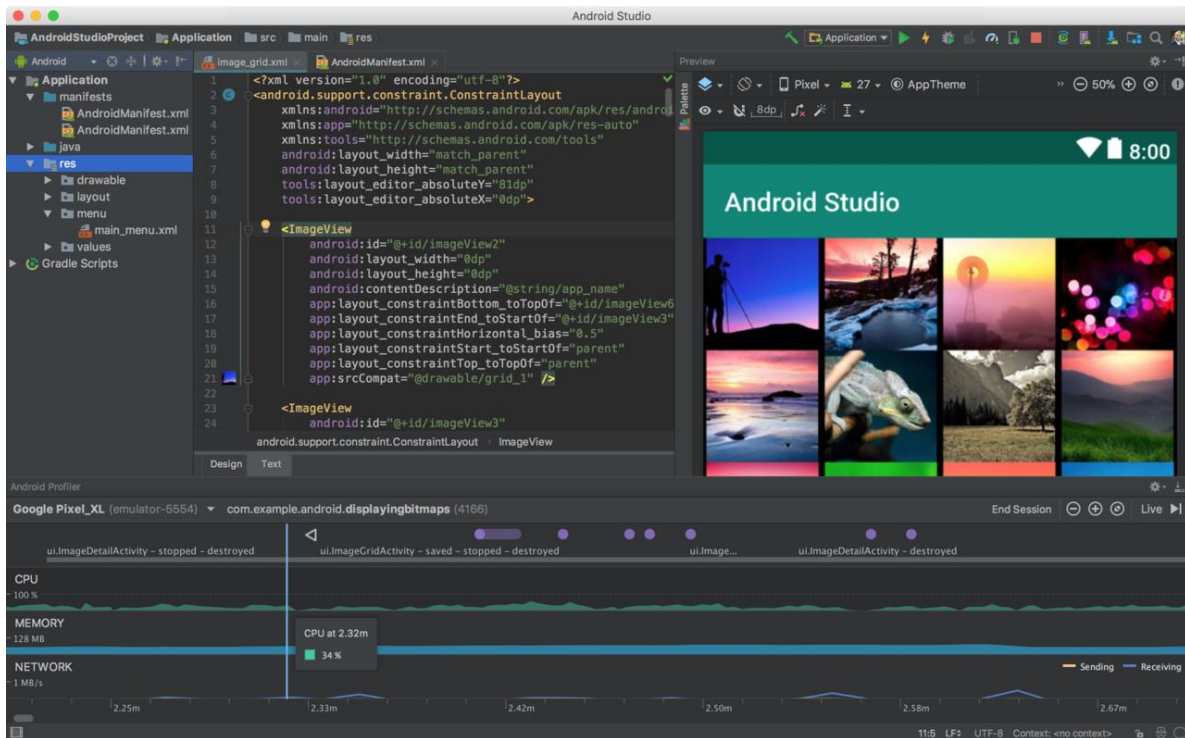 Android Studio
AndroidStudioProject Application src main res
Application
Android
image_grid.xml
AndroidManifest.xml
Preview
Application
manifests
AndroidManifest.xml
AndroidManifest.xml
java
res
drawable
layout
menu
main_menu.xml
values
Gradle Scripts
1 <?xml version="1.0" encoding="utf-8"?>
2 <android.support.constraint.ConstraintLayout
3 xmlns:android="http://schemas.android.com/apk/res/androi
4 xmlns:app="http://schemas.android.com/apk/res-auto"
5 xmlns:tools="http://schemas.android.com/tools"
6 android:layout_width="match_parent"
7 android:layout_height="match_parent"
8 tools:layout_editor_absoluteY="81dp"
9 tools:layout_editor_absoluteX="0dp">
10
11 <ImageView
12 android:id="@+id/imageView2"
13 android:layout_width="0dp"
14 android:layout_height="0dp"
15 android:contentDescription="@string/app_name"
16 app:layout_constraintBottom_toTopOf="@+id/imageView6
17 app:layout_constraintEnd_toStartOf="@+id/imageView3"
18 app:layout_constraintHorizontal_bias="0.5"
19 app:layout_constraintStart_toStartOf="parent"
20 app:layout_constraintTop_toTopOf="parent"
21 app:srcCompat="@drawable/grid_1" />
22
23 <ImageView
24 android:id="@+id/imageView3"
android.support.constraint.ConstraintLayout ImageView
Design Text
Palette
Pixel 27 AppTheme
50%
8dp
8:00
Android Studio
Android Profiler
Google Pixel_XL (emulator-5554) com.example.android.displayingbitmaps (4166)
End Session Live
ui.ImageDetailActivity - stopped - destroyed
ui.ImageGridActivity - saved - stopped - destroyed
ui.Image...
ui.ImageDetailActivity - destroyed
CPU
100 %
MEMORY
128 MB
CPU at 2.32m
34 %
NETWORK
1 MB/s
Sending Receiving
2.25m 2.33m 2.42m 2.50m 2.58m 2.67m
11:5 LF÷ UTF-8 Context: <no context>